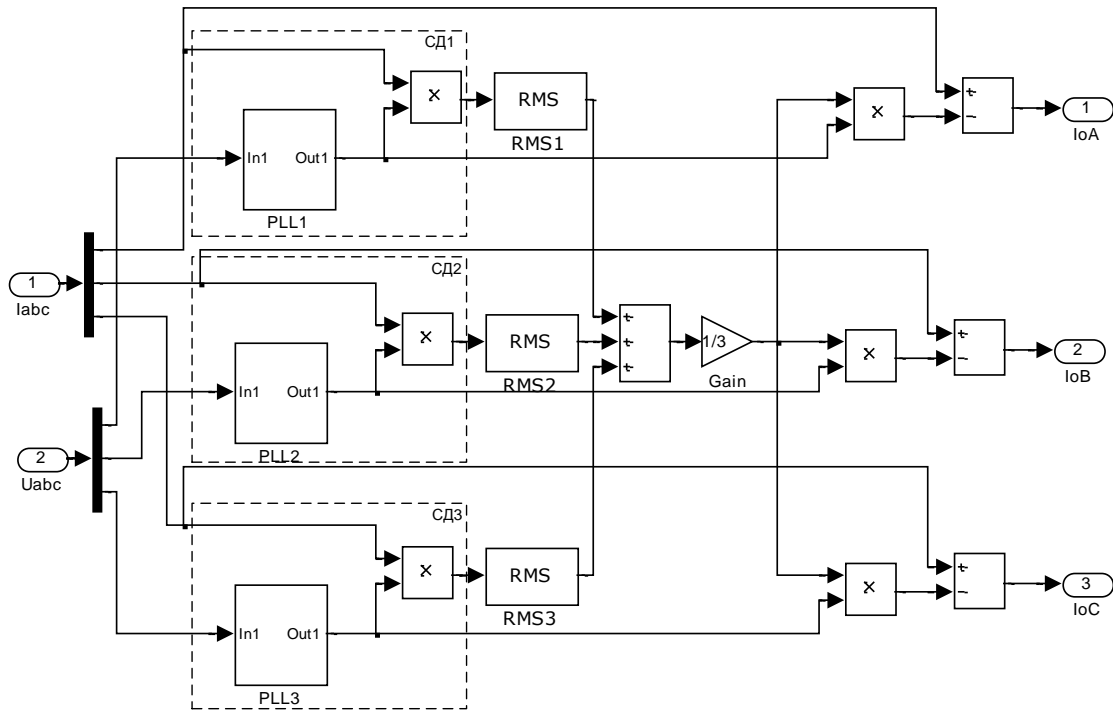 СД1
×
RMS
RMS1
In1
Out1
PLL1
×
+
−
1
IoA
1
Iabc
СД2
×
RMS
RMS2
In1
Out1
PLL2
+
+
+
1/3
Gain
×
+
−
2
IoB
2
Uabc
СД3
×
RMS
RMS3
In1
Out1
PLL3
×
+
−
3
IoC